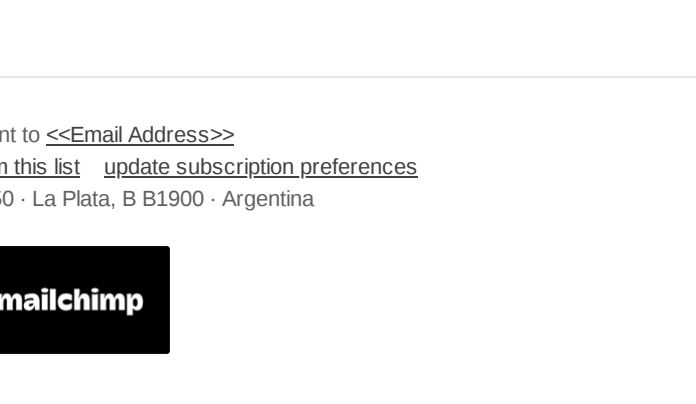 nt to <<Email Address>>
this list update subscription preferences
50 · La Plata, B B1900 · Argentina
mailchimp